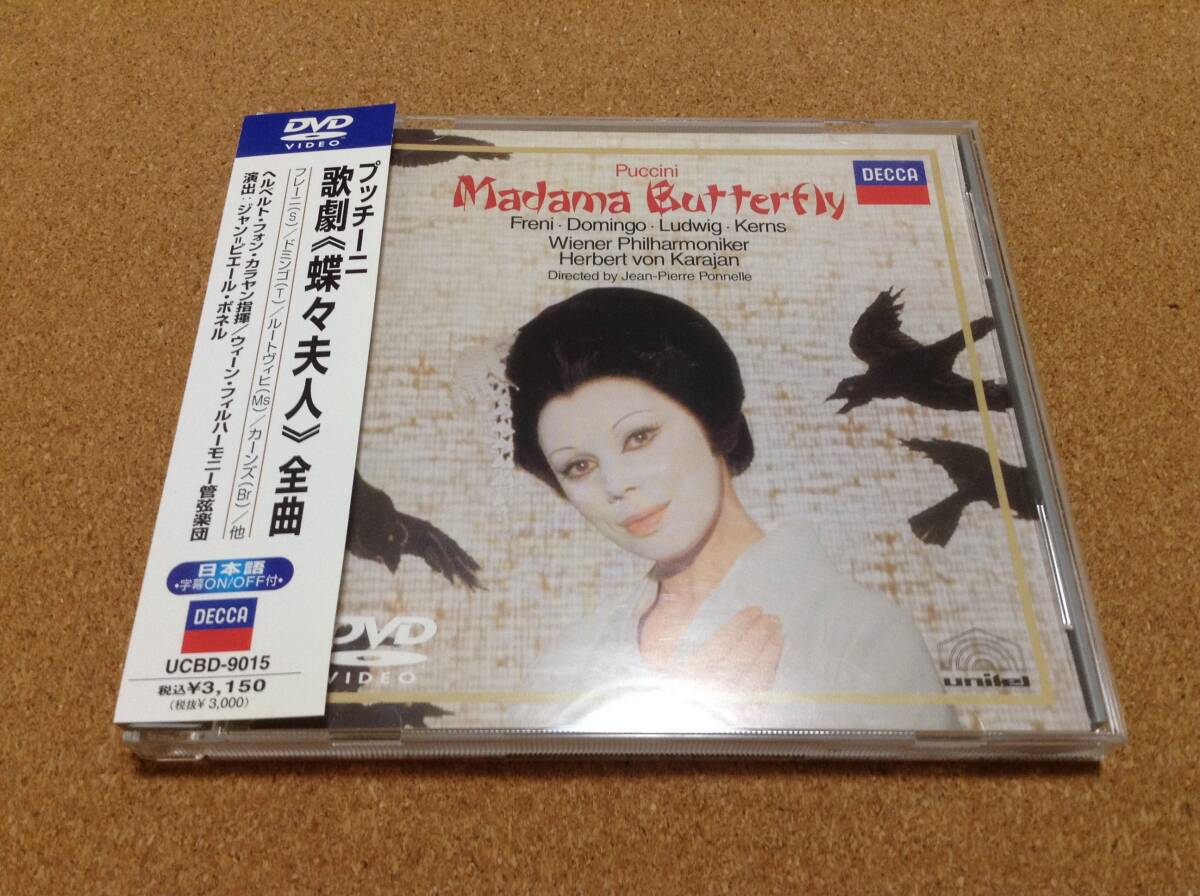 DVD
VIDEO
プッチーニ
歌劇《蝶々夫人》全曲
フレーニ(S)/ドミンゴ(T)/ルートヴィヒ(Ms)/カーンズ(Br)/他
ヘルベルト・フォン・カラヤン指揮/ウィーン・フィルハーモニー管弦楽団
演出:ジャン=ピエール・ポネル
日本語
•字幕ON/OFF付•
DECCA
UCBD-9015
税込¥3,150
(税抜¥3,000)
Puccini
Madama Butterfly
Freni · Domingo · Ludwig · Kerns
Wiener Philharmoniker
Herbert von Karajan
Directed by Jean-Pierre Ponnelle
DECCA
DVD
VIDEO
unitel